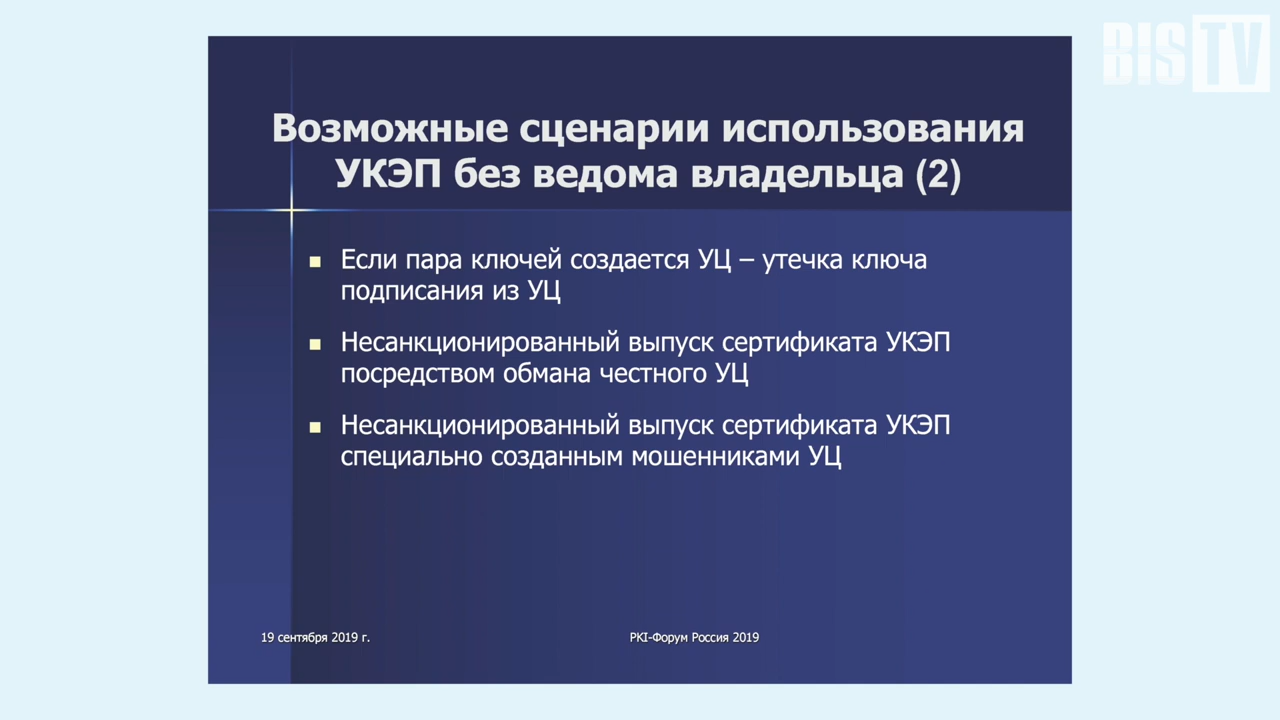 BIS TV
Возможные сценарии использования
УКЭП без ведома владельца (2)
Если пара ключей создается УЦ – утечка ключа
подписания из УЦ
Несанкционированный выпуск сертификата УКЭП
посредством обмана честного УЦ
Несанкционированный выпуск сертификата УКЭП
специально созданным мошенниками УЦ
19 сентября 2019 г.
PKI-Форум Россия 2019